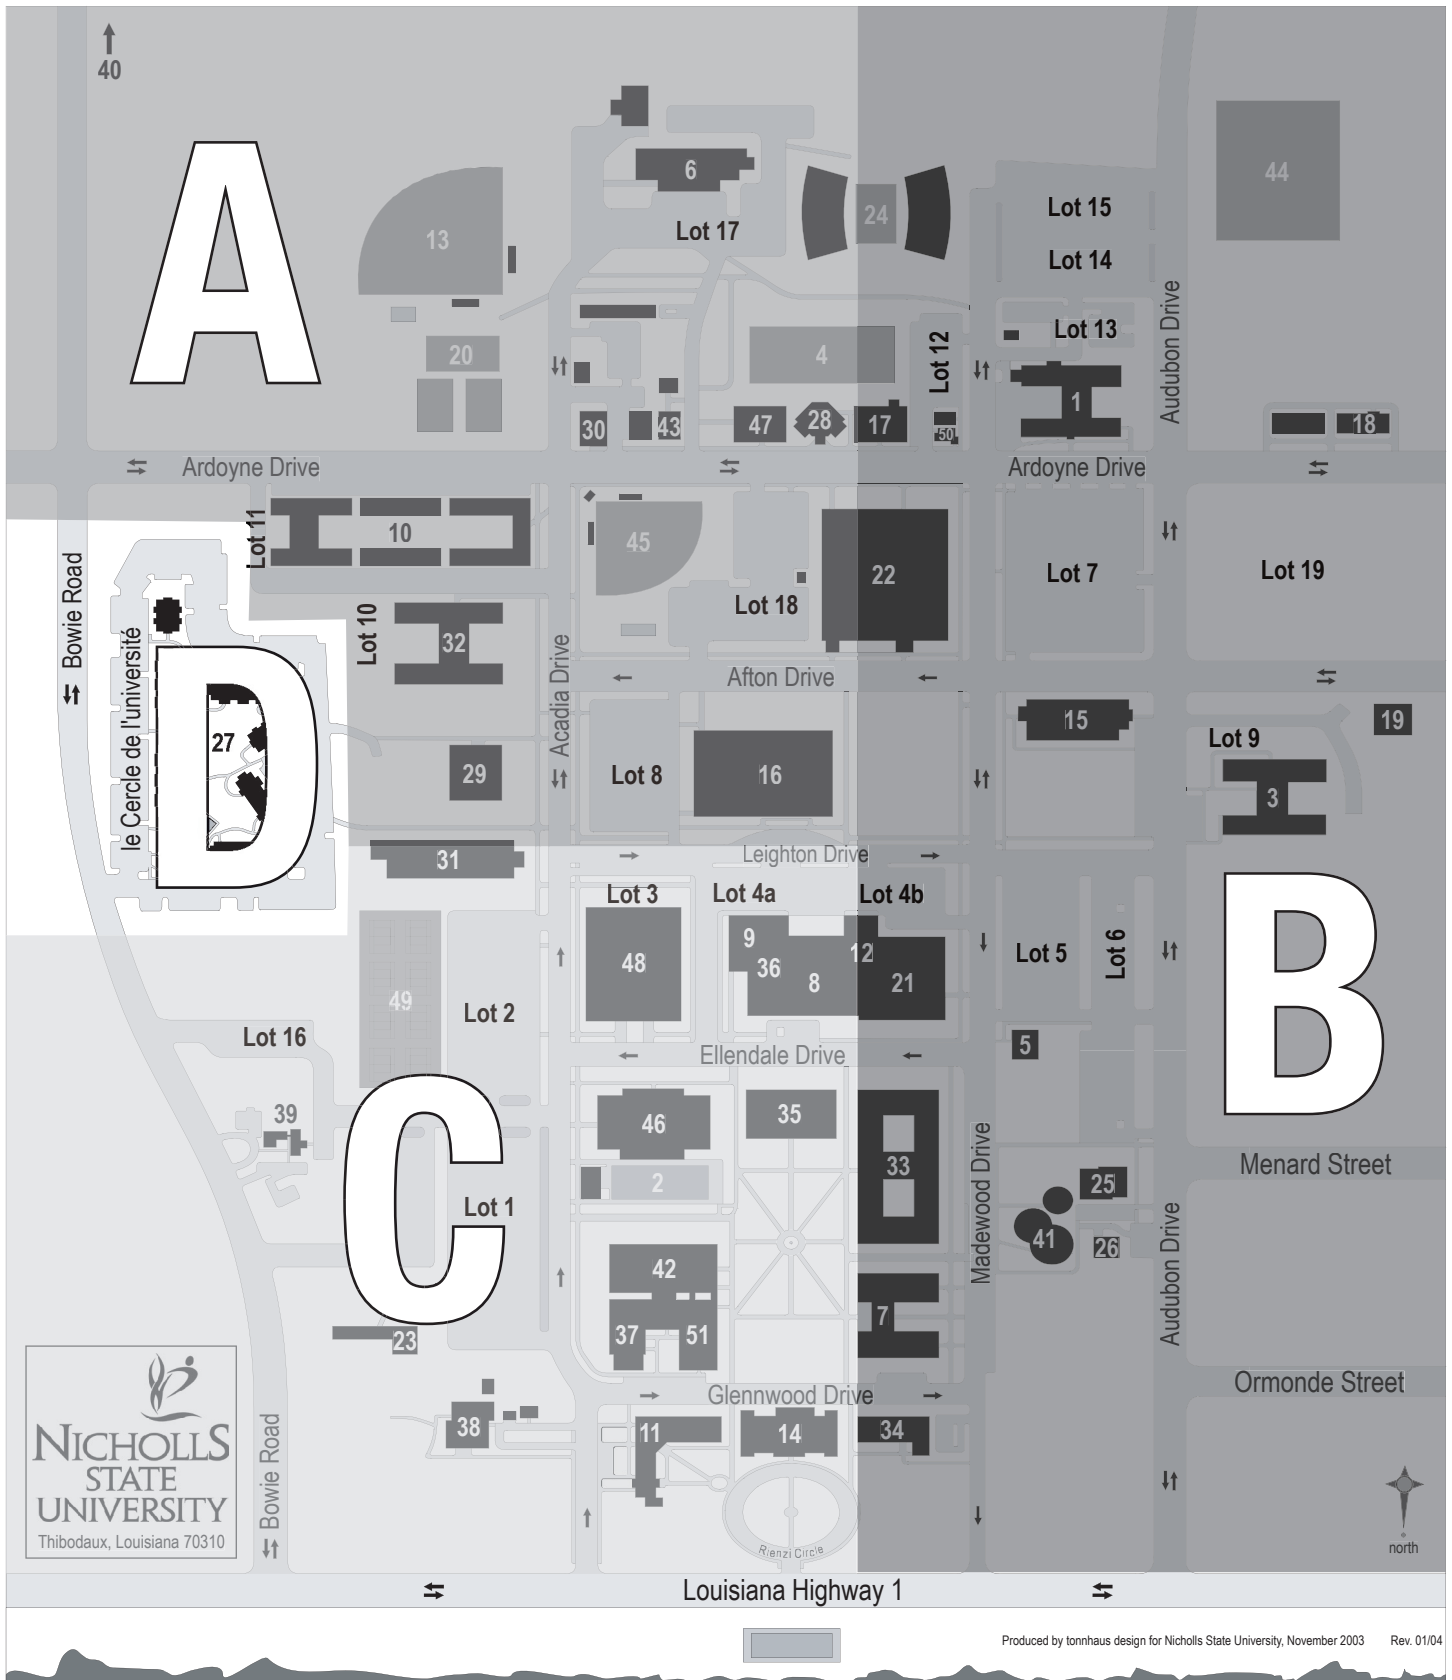 40
A
6
44
13
24
Lot 15
Lot 17
Lot 14
Lot 13
Lot 12
Audubon Drive
20
4
1
30
43
47
28
17
50
18
Ardoyne Drive
Ardoyne Drive
Lot 11
10
45
22
Lot 7
Lot 19
Bowie Road
Lot 10
32
Lot 18
le Cercle de l'université
D
27
Acadia Drive
Afton Drive
15
19
Lot 9
29
Lot 8
16
3
31
Leighton Drive
Lot 3
Lot 4a
Lot 4b
B
9
36
8
12
21
48
Lot 5
Lot 6
49
Lot 2
Lot 16
Ellendale Drive
5
C
39
46
35
33
Madewood Drive
Menard Street
2
25
Lot 1
41
26
Audubon Drive
42
7
23
37
51
Glennwood Drive
Ormonde Street
38
11
14
34
NICHOLLS
STATE
UNIVERSITY
Thibodaux, Louisiana 70310
Bowie Road
Rienzi Circle
north
Louisiana Highway 1
Produced by tonnhaus design for Nicholls State University, November 2003 Rev. 01/04